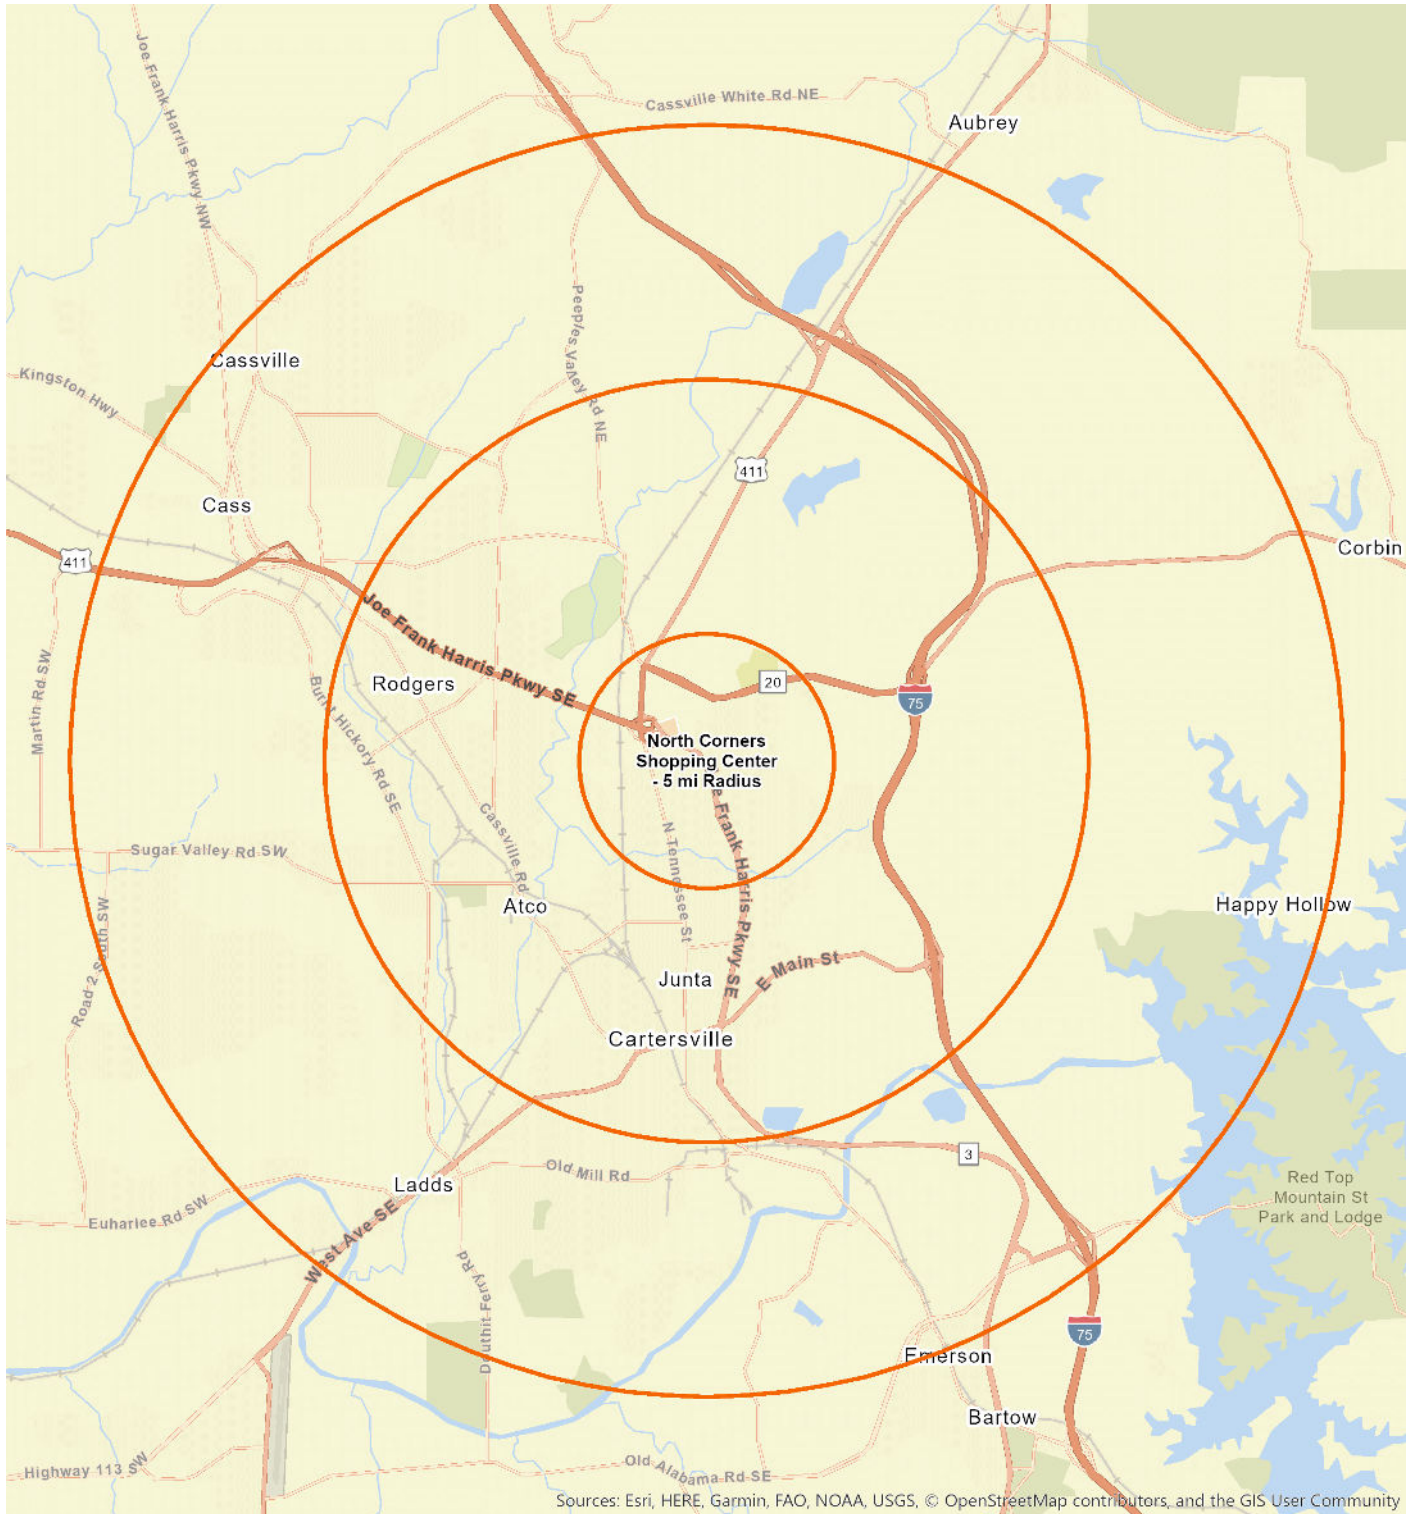 Joe Frank Harris Pkwy NW
Cassville White Rd NE
Aubrey
Peeples Valley Rd NE
Cassville
Kingston Hwy
411
Cass
Corbin
411
Joe Frank Harris Pkwy SE
Martin Rd SW
Rodgers
20
75
Burnt Hickory Rd SE
North Corners
Shopping Center
- 5 mi Radius
e Frank Harris Pkwy SE
N Tennessee St
Cassville Rd
Sugar Valley Rd SW
Atco
Happy Hollow
Road 2 South SW
Junta
E Main St
Cartersville
3
Old Mill Rd
Ladds
Red Top
Mountain St
Park and Lodge
Euharlee Rd SW
West Ave SE
Douthit Ferry Rd
75
Emerson
Bartow
Highway 113 SW
Old Alabama Rd SE
Sources: Esri, HERE, Garmin, FAO, NOAA, USGS, © OpenStreetMap contributors, and the GIS User Community